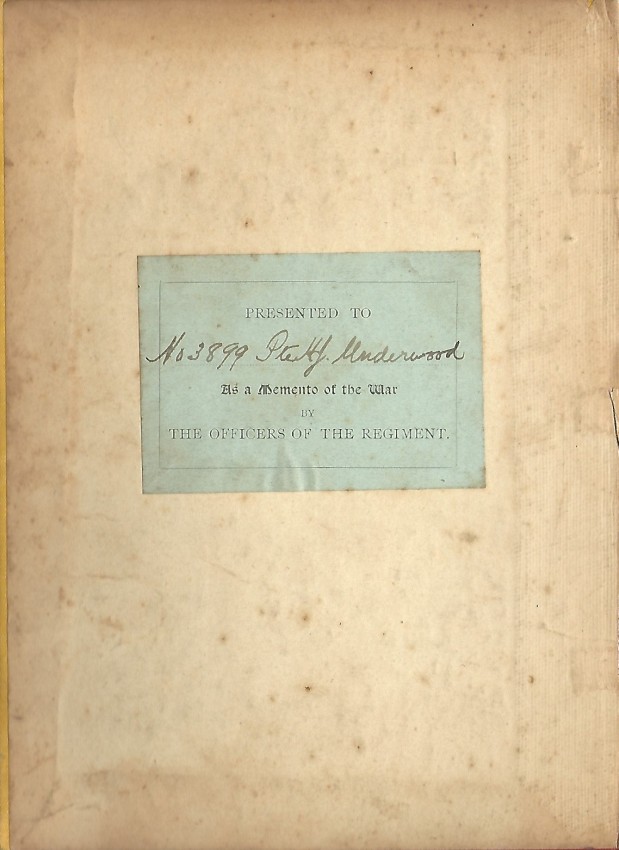 PRESENTED TO
No 3899 Pte H J. Underwood
As a Memento of the War
BY
THE OFFICERS OF THE REGIMENT.